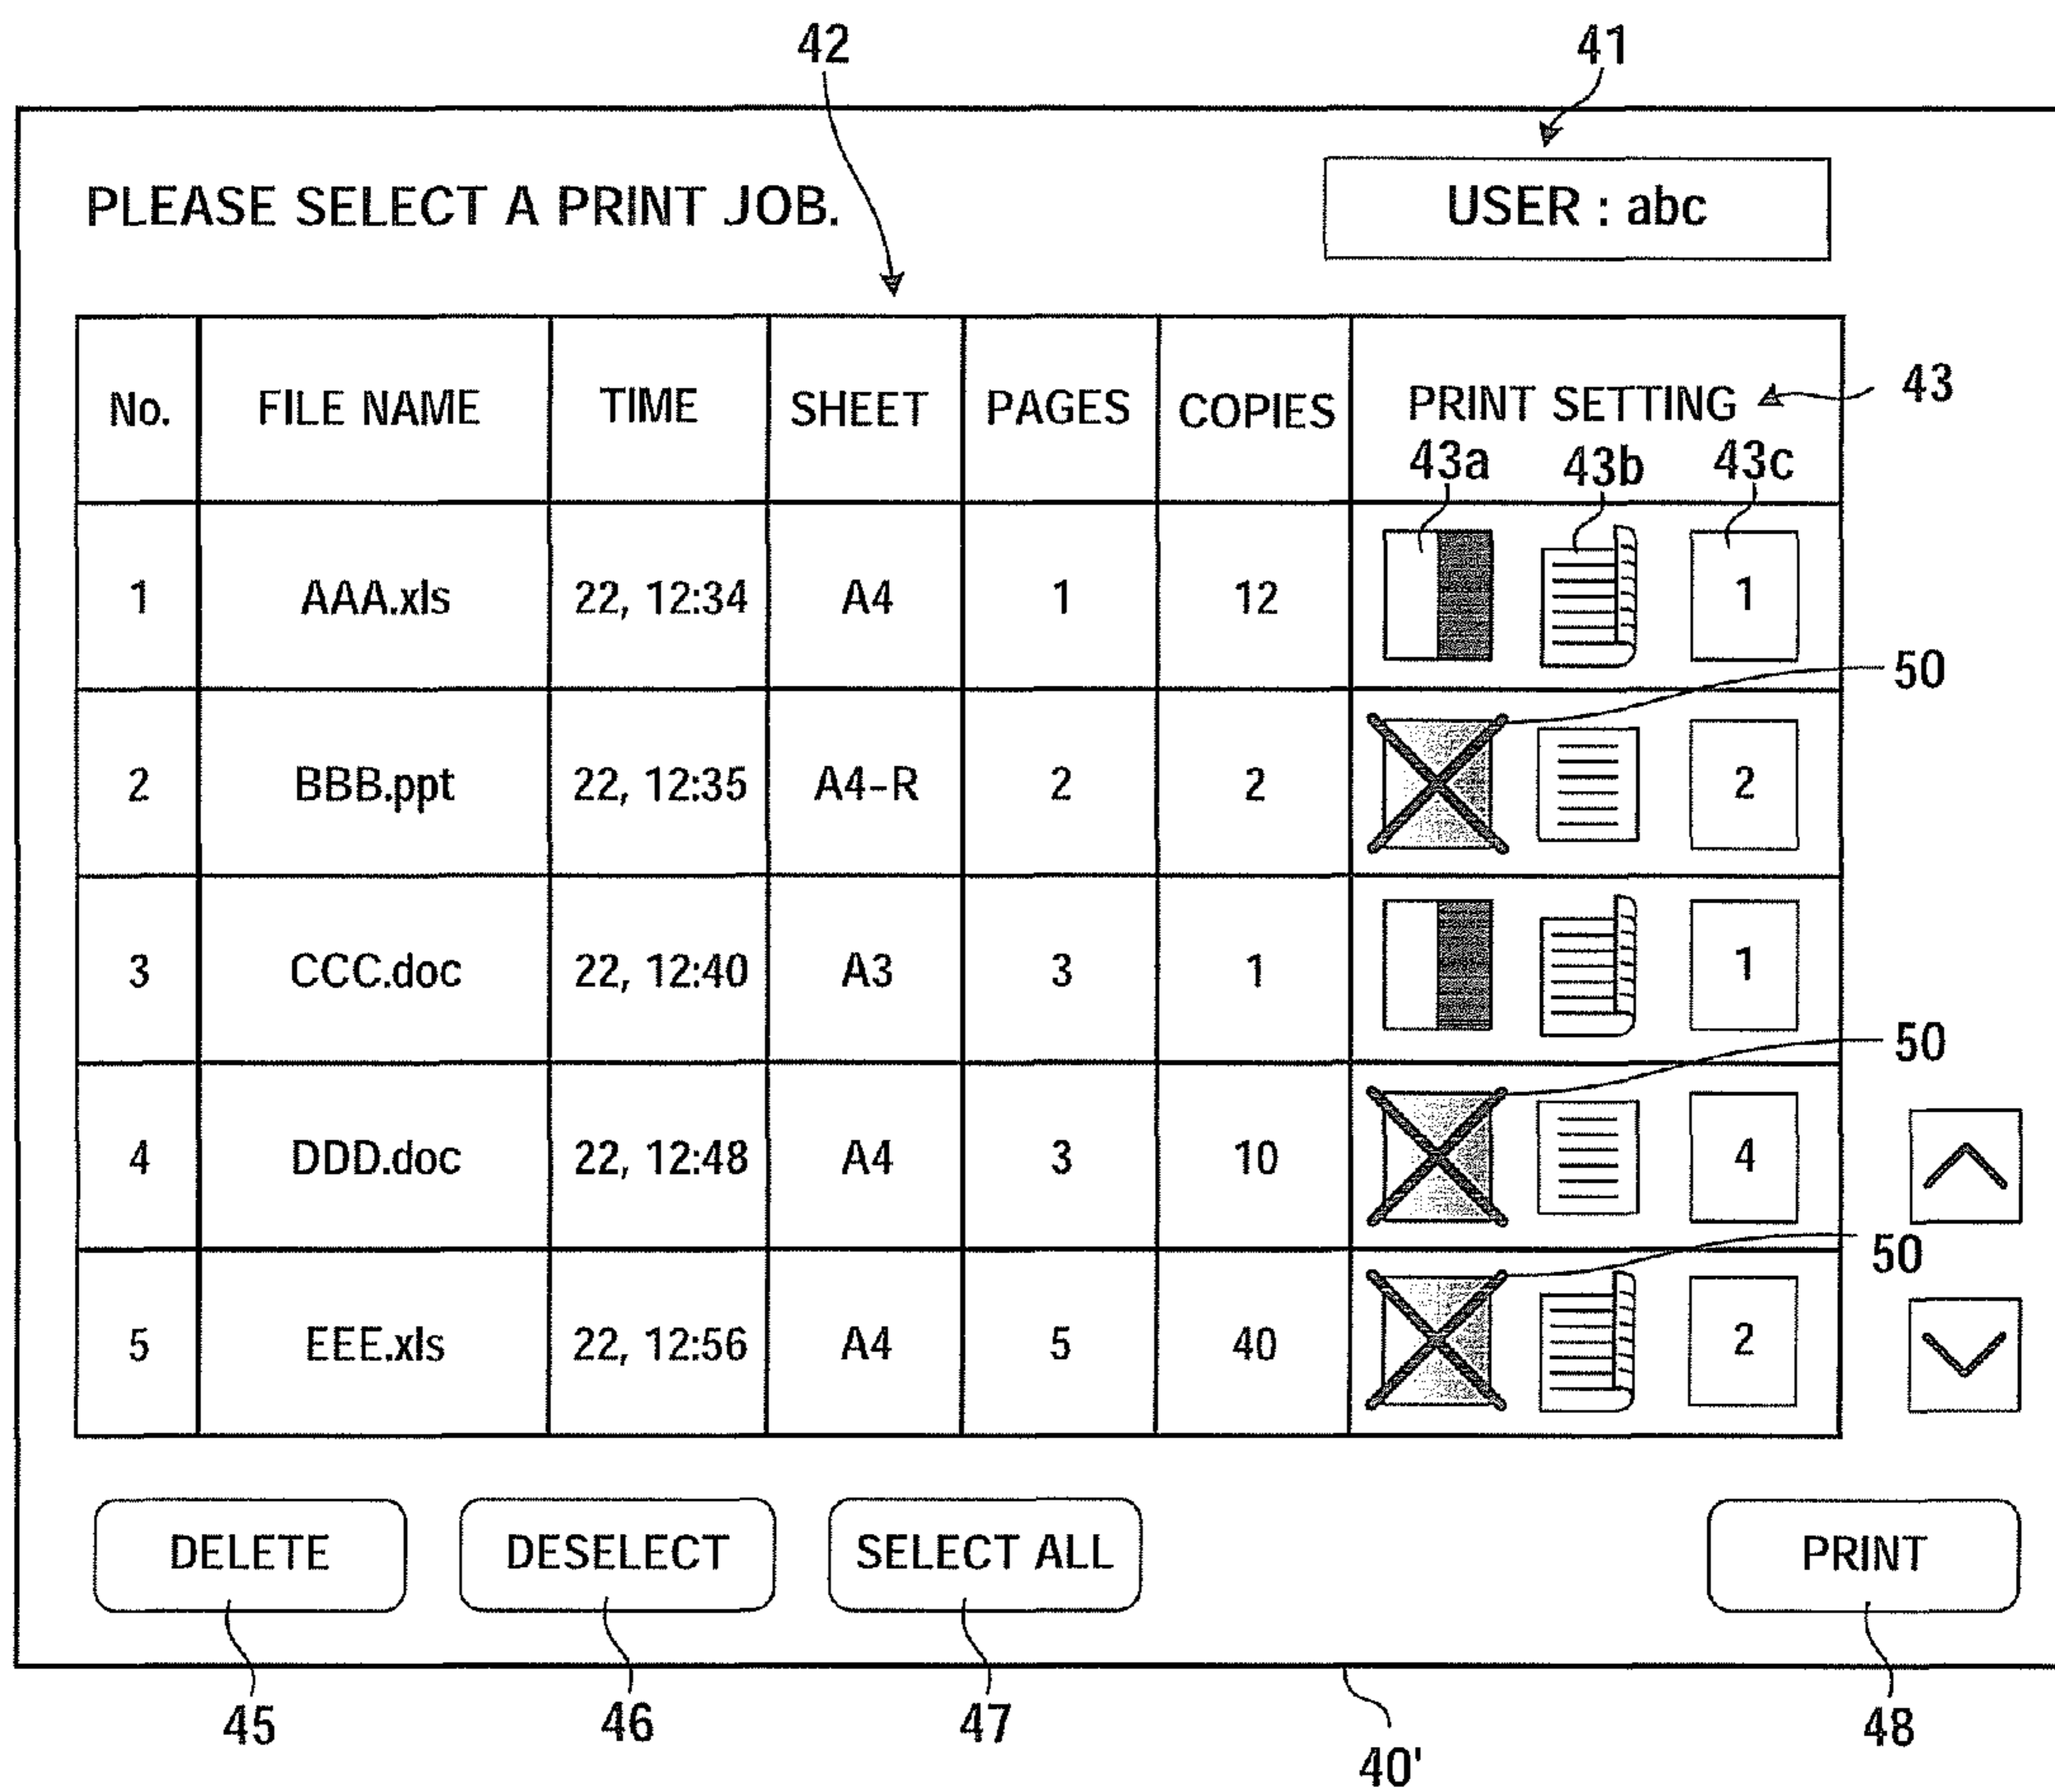 42 41
PLEASE SELECT A PRINT JOB. USER : abc
No. FILE NAME TIME SHEET PAGES COPIES PRINT SETTING 43
43a 43b 43c
1 AAA.xls 22, 12:34 A4 1 12 1
50
2 BBB.ppt 22, 12:35 A4-R 2 2 2
3 CCC.doc 22, 12:40 A3 3 1 1
50
4 DDD.doc 22, 12:48 A4 3 10 4
50
5 EEE.xls 22, 12:56 A4 5 40 2
DELETE DESELECT SELECT ALL PRINT
45 46 47 48
40'